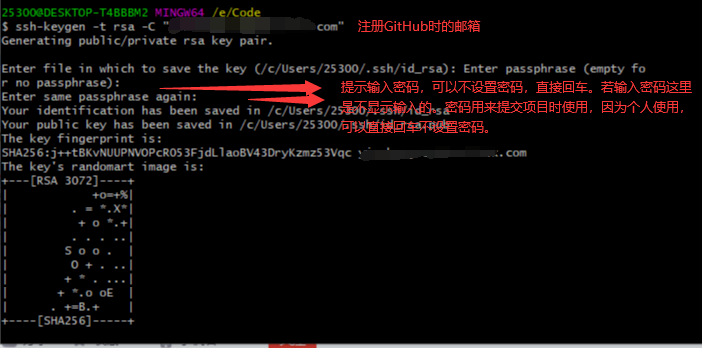 25300@DESKTOP-T4BBBM2 MINGW64 /e/Code
$ ssh-keygen -t rsa -C " com" 注册GitHub时的邮箱
Generating public/private rsa key pair.
Enter file in which to save the key (/c/Users/25300/.ssh/id_rsa): Enter passphrase (empty fo
r no passphrase):
提示输入密码，可以不设置密码，直接回车。若输入密码这里
Enter same passphrase again:
是不显示输入的。密码用来提交项目时使用，因为个人使用，
Your identification has been saved in /c/Users/25300/.ssh/id_rsa
Your public key has been saved in /c/Users/25300/.ssh/id_rsa.pub
可以直接回车不设置密码。
The key fingerprint is:
SHA256:j++tBKvNUUPNVOPcR053FjdLlaoBV43DryKzmz53Vqc .com
The key's randomart image is:
+---[RSA 3072]----+
| +o=+%|
| . = *.X*|
| + o *.+|
| . . . ..|
| S o o . |
| O + . ..|
| + * . ...|
| + *.o oE |
| . +=B.+ |
+----[SHA256]-----+